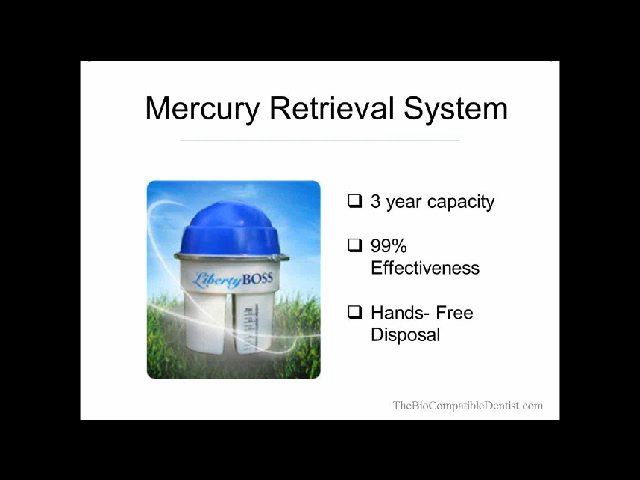 Mercury Retrieval System
LibertyBOSS
3 year capacity
99%
Effectiveness
Hands- Free
Disposal
TheBioCompatibleDentist.com